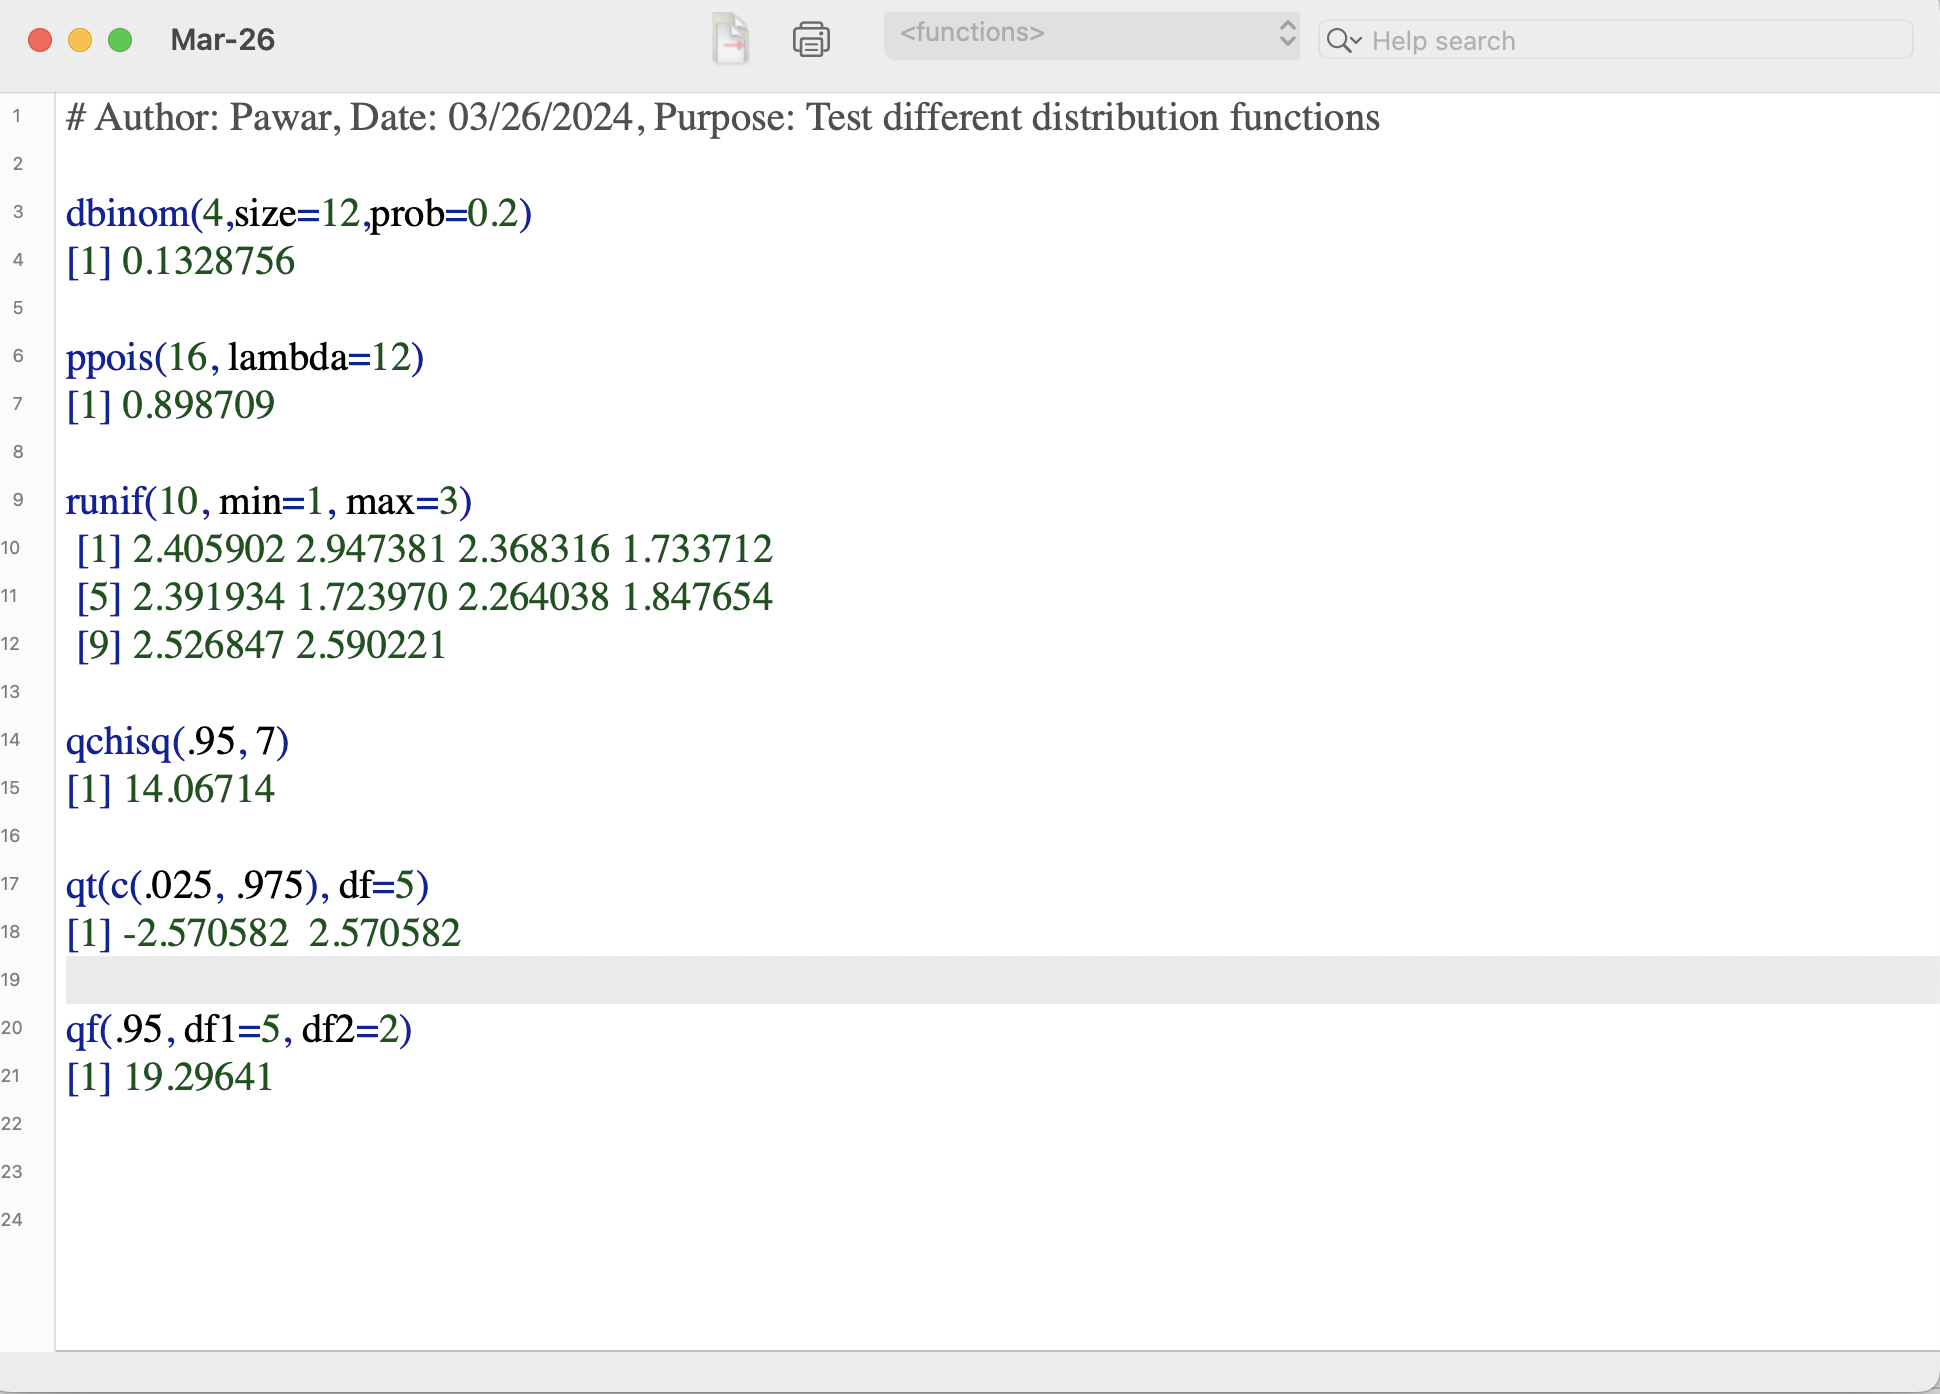 Mar-26
<functions>
Help search
1 # Author: Pawar, Date: 03/26/2024, Purpose: Test different distribution functions
2
3 dbinom(4,size=12,prob=0.2)
4 [1] 0.1328756
5
6 ppois(16, lambda=12)
7 [1] 0.898709
8
9 runif(10, min=1, max=3)
10 [1] 2.405902 2.947381 2.368316 1.733712
11 [5] 2.391934 1.723970 2.264038 1.847654
12 [9] 2.526847 2.590221
13
14 qchisq(.95, 7)
15 [1] 14.06714
16
17 qt(c(.025, .975), df=5)
18 [1] -2.570582  2.570582
19
20 qf(.95, df1=5, df2=2)
21 [1] 19.29641
22
23
24